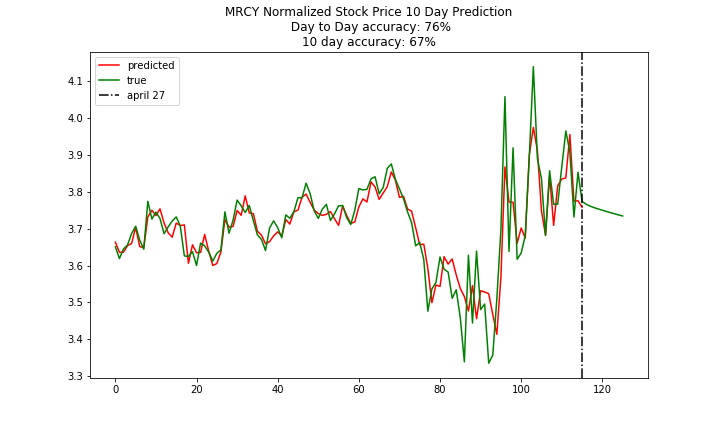 MRCY Normalized Stock Price 10 Day Prediction
Day to Day accuracy: 76%
10 day accuracy: 67%
predicted
true
april 27
4.1
4.0
3.9
3.8
3.7
3.6
3.5
3.4
3.3
0 20 40 60 80 100 120